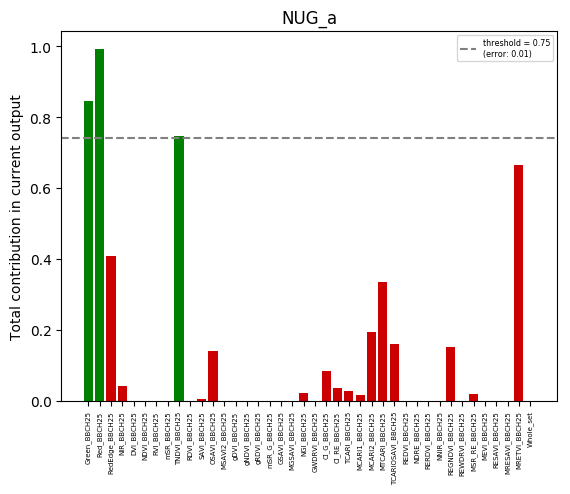 NUG_a
threshold = 0.75
(error: 0.01)
Total contribution in current output
1.0
0.8
0.6
0.4
0.2
0.0
Green_BBCH25
Red_BBCH25
RedEdge_BBCH25
NIR_BBCH25
DVI_BBCH25
NDVI_BBCH25
RVI_BBCH25
mSR_BBCH25
TNDVI_BBCH25
RDVI_BBCH25
SAVI_BBCH25
OSAVI_BBCH25
MSAVI2_BBCH25
gDVI_BBCH25
gNDVI_BBCH25
gRDVI_BBCH25
mSR_G_BBCH25
GSAVI_BBCH25
MGSAVI_BBCH25
NGI_BBCH25
GWDRVI_BBCH25
CI_G_BBCH25
CI_RE_BBCH25
TCARI_BBCH25
MCARI1_BBCH25
MCARI2_BBCH25
MTCARI_BBCH25
TCARIOSAVI_BBCH25
REDVI_BBCH25
NDRE_BBCH25
RERDVI_BBCH25
NNIR_BBCH25
REGNDVI_BBCH25
REWDRVI_BBCH25
MSR_RE_BBCH25
MEVI_BBCH25
RESAVI_BBCH25
MRESAVI_BBCH25
MRETVI_BBCH25
Whole_set